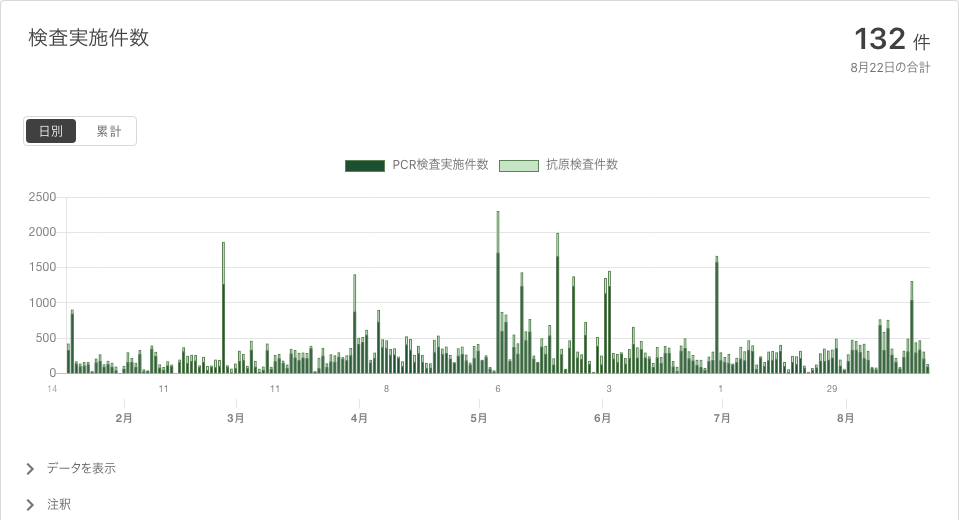 検査実施件数
132 件
8月22日の合計
日別 累計
PCR検査実施件数 抗原検査件数
2500
2000
1500
1000
500
0
14 11 11 8 6 3 1 29
2月 3月 4月 5月 6月 7月 8月
データを表示
注釈